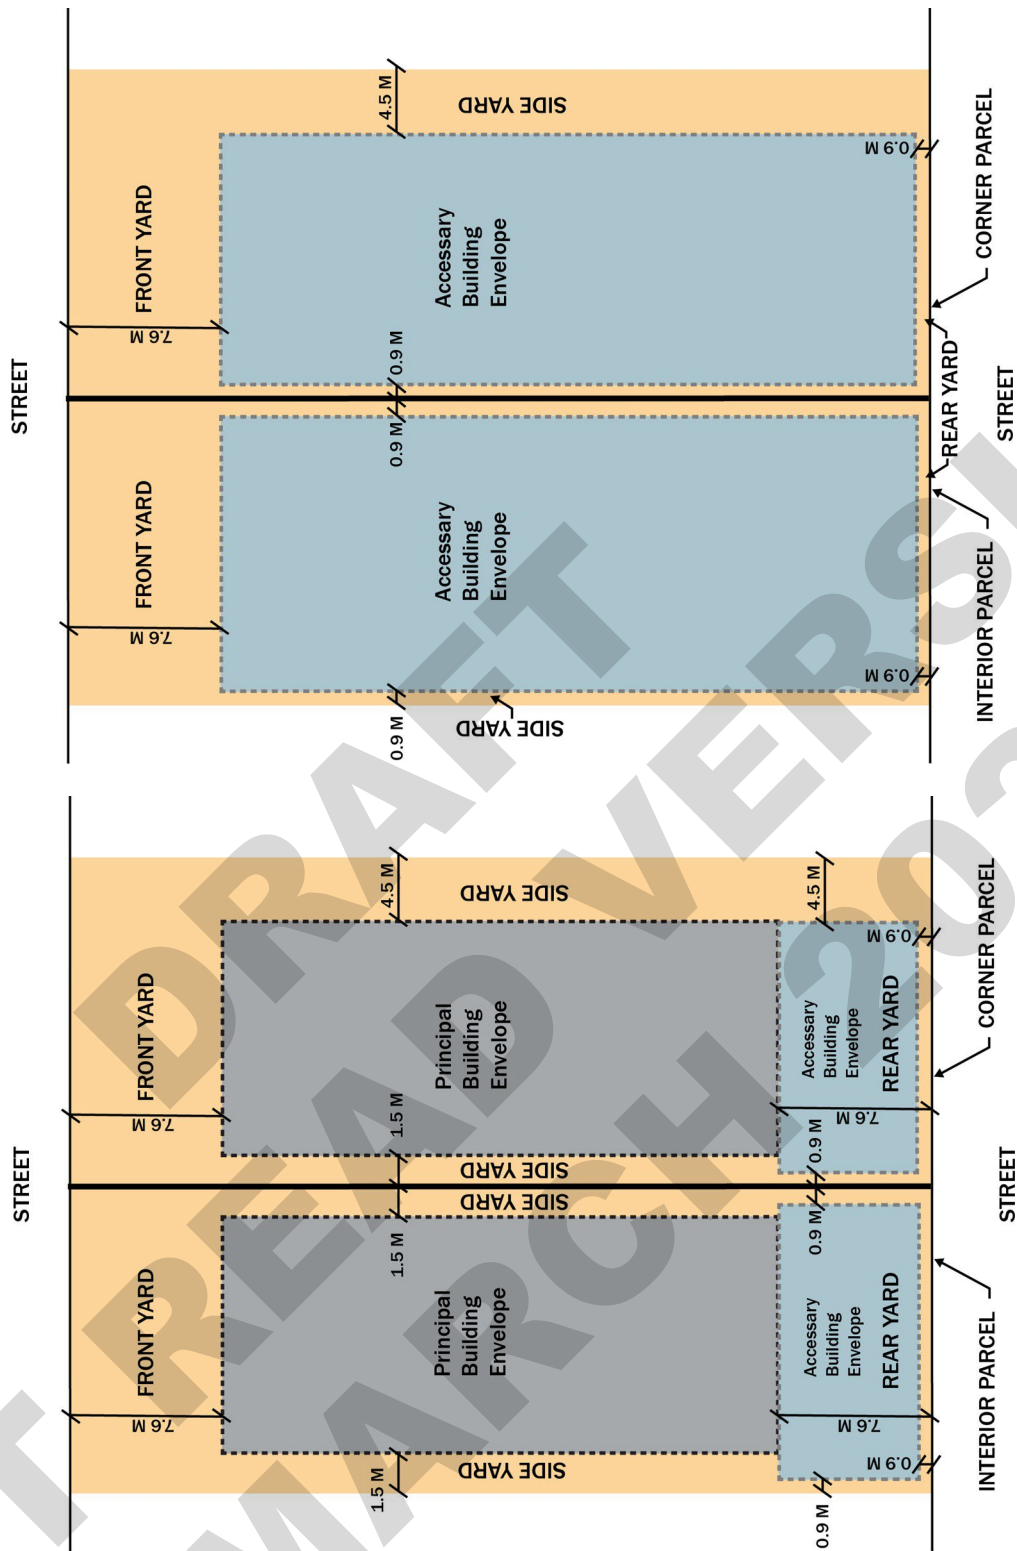 STREET
FRONT YARD
FRONT YARD
7.6 M
7.6 M
SIDE YARD
4.5 M
0.9 M
0.9 M
0.9 M
SIDE YARD
Accessary
Building
Envelope
Accessary
Building
Envelope
0.9 M
0.9 M
REAR YARD
INTERIOR PARCEL
CORNER PARCEL
STREET
STREET
FRONT YARD
FRONT YARD
7.6 M
7.6 M
1.5 M
1.5 M
1.5 M
4.5 M
SIDE YARD
SIDE YARD
SIDE YARD
SIDE YARD
Principal
Building
Envelope
Principal
Building
Envelope
0.9 M
0.9 M
0.9 M
4.5 M
Accessary
Building
Envelope
Accessary
Building
Envelope
REAR YARD
REAR YARD
7.6 M
7.6 M
0.9 M
0.9 M
INTERIOR PARCEL
CORNER PARCEL
STREET
DRAFT
READ
MARCH